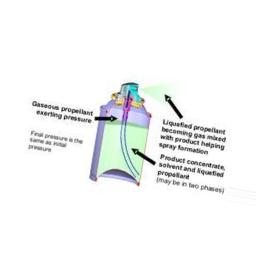 Gaseous propellant
exerting pressure
Final pressure is the
same as initial
pressure
Liquefied propellant
becoming gas mixed
with product helping
spray formation
Product concentrate,
solvent and liquefied
propellant
(may be in two phases)